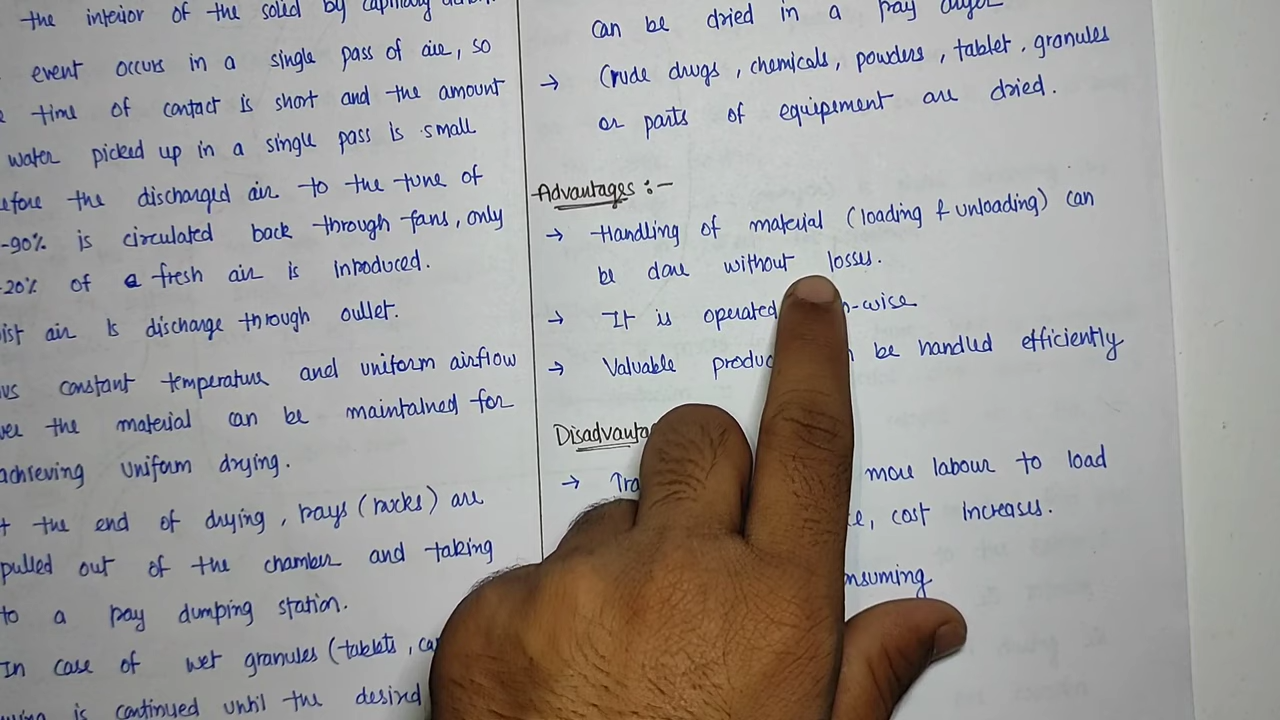 the interior of the solid by capillary
event occurs in a single pass of air, so
time of contact is short and the amount
water picked up in a single pass is small
the discharged air to the tune of
-90% is circulated back through fans, only
-20% of a fresh air is introduced.
air is discharge through outlet.
constant temperature and uniform airflow
the material can be maintained for
achieving uniform drying.
the end of drying, trays (trucks) are
pulled out of the chamber and taking
to a tray dumping station.
In case of wet granules (tablets,
is continued until the desired
can be dried in a tray dryer
→ Crude drugs, chemicals, powders, tablet, granules
or parts of equipement are dried.
Advantages :-
→ Handling of material (loading & unloading) can
be done without losses.
→ It is operated -wise
→ Valuable be handled efficiently
→ more labour to load
, cost increases.